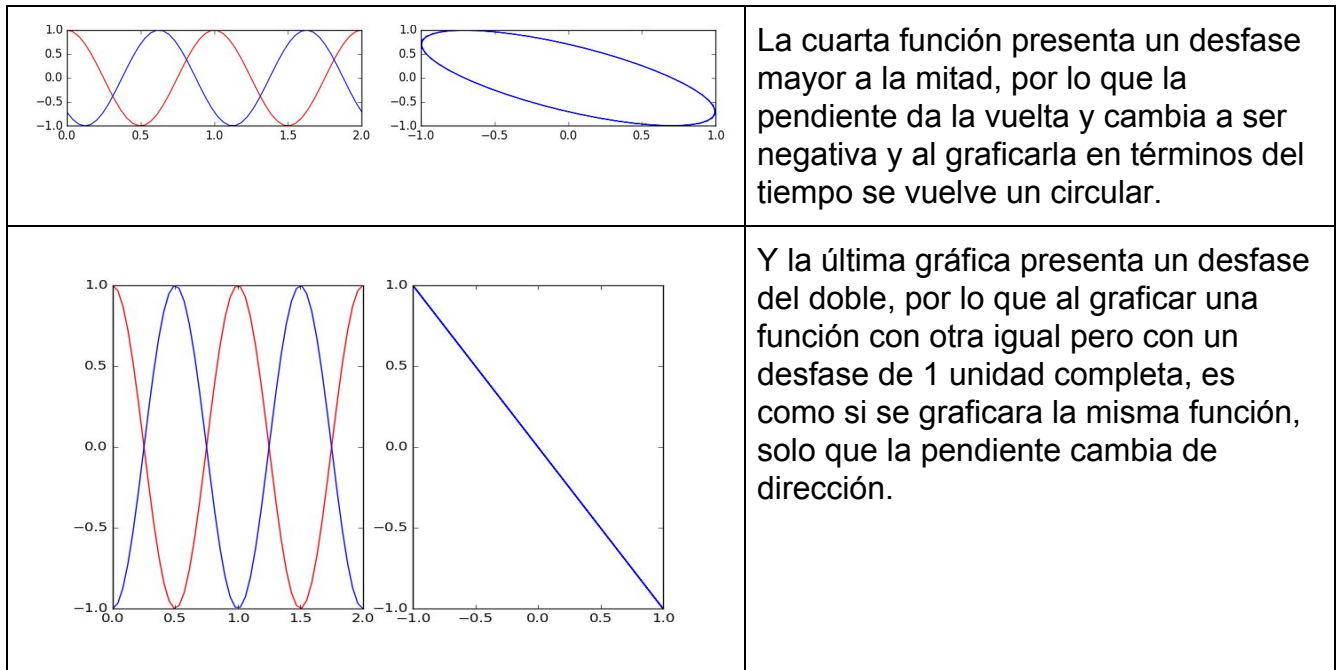 1.0
0.5
0.0
−0.5
−1.0
0.0 0.5 1.0 1.5 2.0
1.0
0.5
0.0
−0.5
−1.0
−1.0 −0.5 0.0 0.5 1.0
La cuarta función presenta un desfase
mayor a la mitad, por lo que la
pendiente da la vuelta y cambia a ser
negativa y al graficarla en términos del
tiempo se vuelve un circular.
1.0
0.5
0.0
−0.5
−1.0
0.0 0.5 1.0 1.5 2.0
1.0
0.5
0.0
−0.5
−1.0
−1.0 −0.5 0.0 0.5 1.0
Y la última gráfica presenta un desfase
del doble, por lo que al graficar una
función con otra igual pero con un
desfase de 1 unidad completa, es
como si se graficara la misma función,
solo que la pendiente cambia de
dirección.